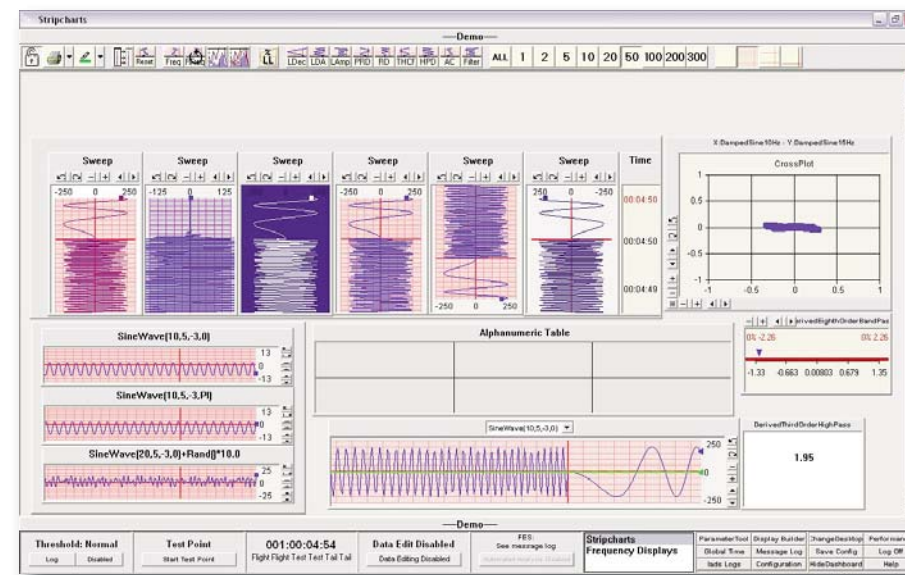 Stripcharts
—Demo—
Reset Freq LDec LDA LAmp PRD RD THCF HPD AC Filter ALL 1 2 5 10 20 50 100 200 300
X:DampedSine10Hz - Y:DampedSine15Hz
Sweep Sweep Sweep Sweep Sweep Sweep Time
-250 0 250 -125 0 125 -250 0 250 250 0 -250
-250 0 250
00:04:50
00:04:50
00:04:49
CrossPlot
1
0.5
0
-0.5
-1
-1 -0.5 0 0.5 1
SineWave(10,5,-3,0)
13
0
-13
SineWave(10,5,-3,PI)
13
0
-13
SineWave(20,5,-3,0)+Rand()*10.0
25
0
-25
Alphanumeric Table
SineWave(10,5,-3,0)
250
0
-250
erivedEighthOrderBandPas
0% -2.26 0% 2.26
-1.33 -0.663 0.00803 0.679 1.35
DerivedThirdOrderHighPass
1.95
—Demo—
Threshold: Normal
Log Disabled
Test Point
Start Test Point
001:00:04:54
Flight Flight Test Test Tail Tail
Data Edit Disabled
Data Editing Disabled
FES:
See message log
Stripcharts
Frequency Displays
ParameterTool Display Builder ChangeDesktop Performan
Global Time Message Log Save Config Log Off
Iads Logs Configuration HideDashboard Help